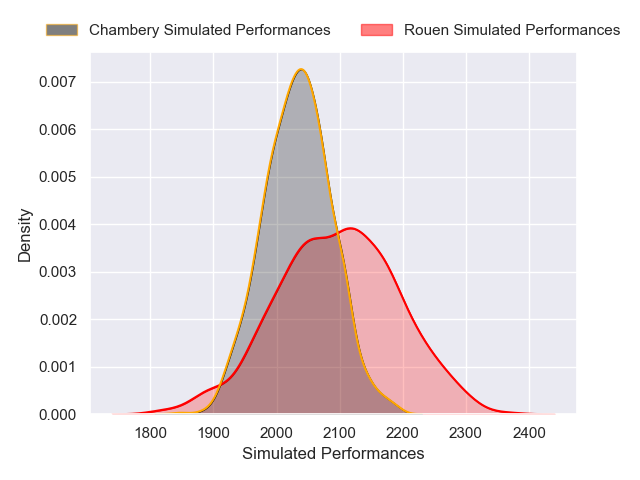 Chambery Simulated Performances Rouen Simulated Performances
0.007
0.006
0.005
0.004
0.003
0.002
0.001
0.000
Density
1800 1900 2000 2100 2200 2300 2400
Simulated Performances